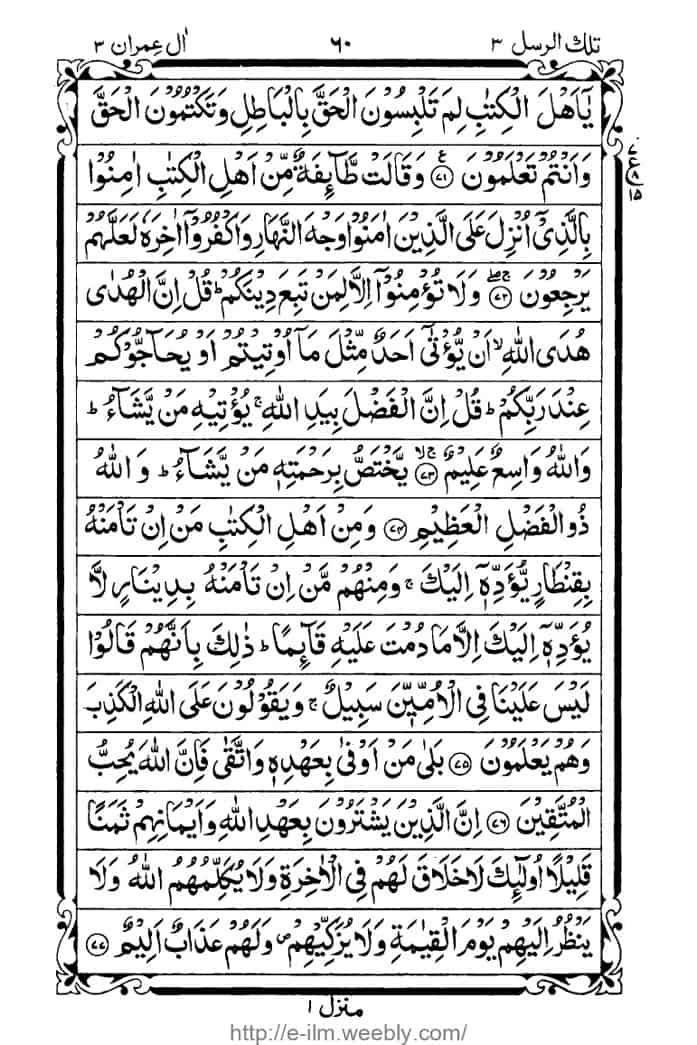 تلك الرسل ٣ ٦٠ اٰل عمران ٣
يٰۤاَهْلَ الْكِتٰبِ لِمَ تَلْبِسُوْنَ الْحَقَّ بِالْبَاطِلِ وَتَكْتُمُوْنَ الْحَقَّ
وَاَنْتُمْ تَعْلَمُوْنَ ﴿٧١﴾ وَقَالَتْ طَّآئِفَةٌ مِّنْ اَهْلِ الْكِتٰبِ اٰمِنُوْا
بِالَّذِيْۤ اُنْزِلَ عَلَى الَّذِيْنَ اٰمَنُوْا وَجْهَ النَّهَارِ وَاكْفُرُوْۤا اٰخِرَهٗ لَعَلَّهُمْ
يَرْجِعُوْنَ ﴿٧٢﴾ وَلَا تُؤْمِنُوْۤا اِلَّا لِمَنْ تَبِعَ دِيْنَكُمْ ؕ قُلْ اِنَّ الْهُدٰى
هُدَى اللّٰهِ ۙ اَنْ يُّؤْتٰۤى اَحَدٌ مِّثْلَ مَاۤ اُوْتِيْتُمْ اَوْ يُحَآجُّوْكُمْ
عِنْدَ رَبِّكُمْ ؕ قُلْ اِنَّ الْفَضْلَ بِيَدِ اللّٰهِ ۚ يُؤْتِيْهِ مَنْ يَّشَآءُ ؕ
وَاللّٰهُ وَاسِعٌ عَلِيْمٌ ﴿٧٣﴾ يَّخْتَصُّ بِرَحْمَتِهٖ مَنْ يَّشَآءُ ؕ وَ اللّٰهُ
ذُو الْفَضْلِ الْعَظِيْمِ ﴿٧٤﴾ وَمِنْ اَهْلِ الْكِتٰبِ مَنْ اِنْ تَاْمَنْهُ
بِقِنْطَارٍ يُّؤَدِّهٖۤ اِلَيْكَ ۚ وَمِنْهُمْ مَّنْ اِنْ تَاْمَنْهُ بِدِيْنَارٍ لَّا
يُؤَدِّهٖۤ اِلَيْكَ اِلَّا مَا دُمْتَ عَلَيْهِ قَآئِمًا ؕ ذٰلِكَ بِاَنَّهُمْ قَالُوْا
لَيْسَ عَلَيْنَا فِي الْاُمِّيّٖنَ سَبِيْلٌ ۚ وَيَقُوْلُوْنَ عَلَى اللّٰهِ الْكَذِبَ
وَهُمْ يَعْلَمُوْنَ ﴿٧٥﴾ بَلٰى مَنْ اَوْفٰى بِعَهْدِهٖ وَاتَّقٰى فَاِنَّ اللّٰهَ يُحِبُّ
الْمُتَّقِيْنَ ﴿٧٦﴾ اِنَّ الَّذِيْنَ يَشْتَرُوْنَ بِعَهْدِ اللّٰهِ وَاَيْمَانِهِمْ ثَمَنًا
قَلِيْلًا اُولٰٓئِكَ لَا خَلَاقَ لَهُمْ فِي الْاٰخِرَةِ وَلَا يُكَلِّمُهُمُ اللّٰهُ وَلَا
يَنْظُرُ اِلَيْهِمْ يَوْمَ الْقِيٰمَةِ وَلَا يُزَكِّيْهِمْ ۪ وَلَهُمْ عَذَابٌ اَلِيْمٌ ﴿٧٧﴾
منزل ١
http://e-ilm.weebly.com/